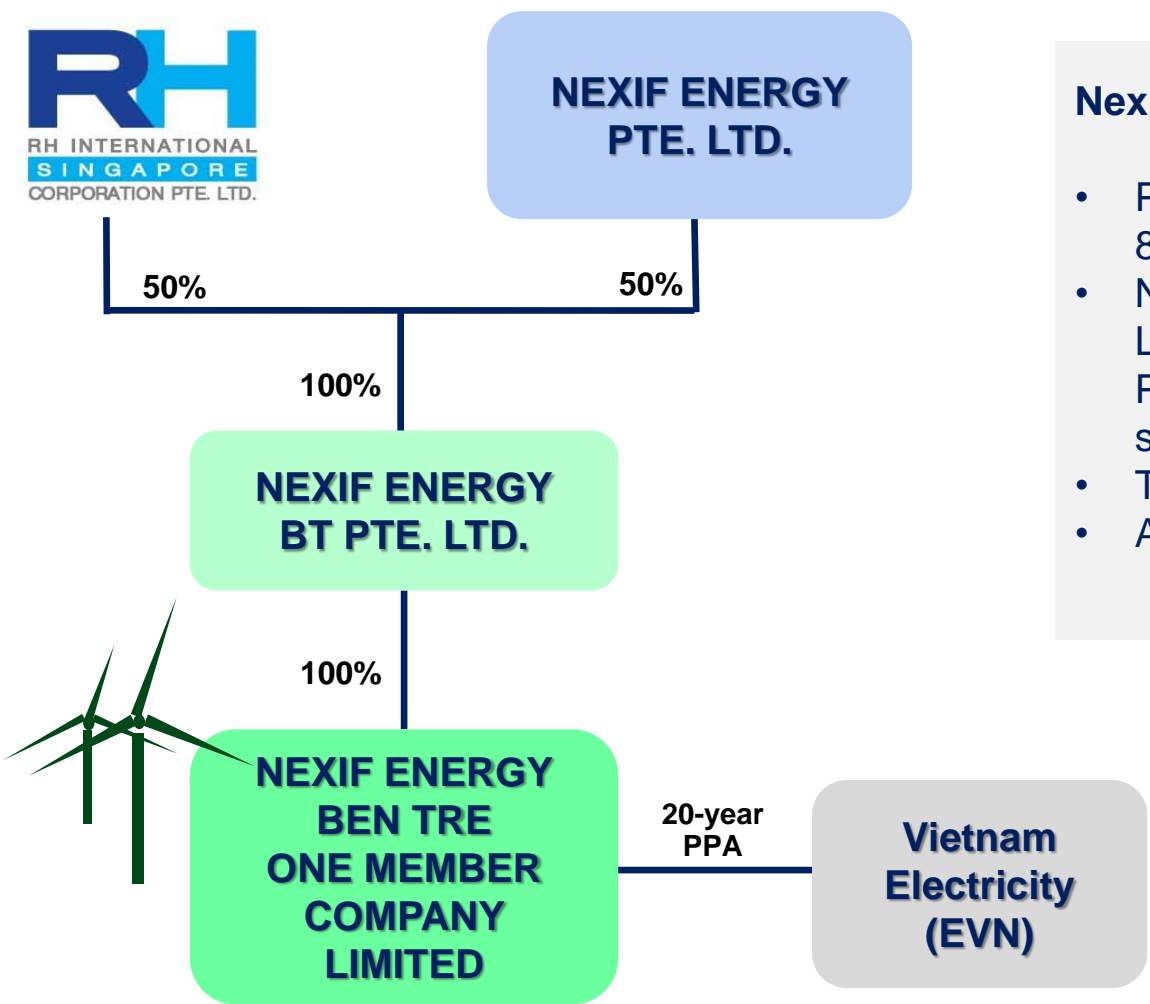 RH
RH INTERNATIONAL
SINGAPORE
CORPORATION PTE. LTD.
NEXIF ENERGY
PTE. LTD.
50%
50%
100%
NEXIF ENERGY
BT PTE. LTD.
100%
NEXIF ENERGY
BEN TRE
ONE MEMBER
COMPANY
LIMITED
20-year
PPA
Vietnam
Electricity
(EVN)
Nex
•
8
• N
L
s
• T
• A